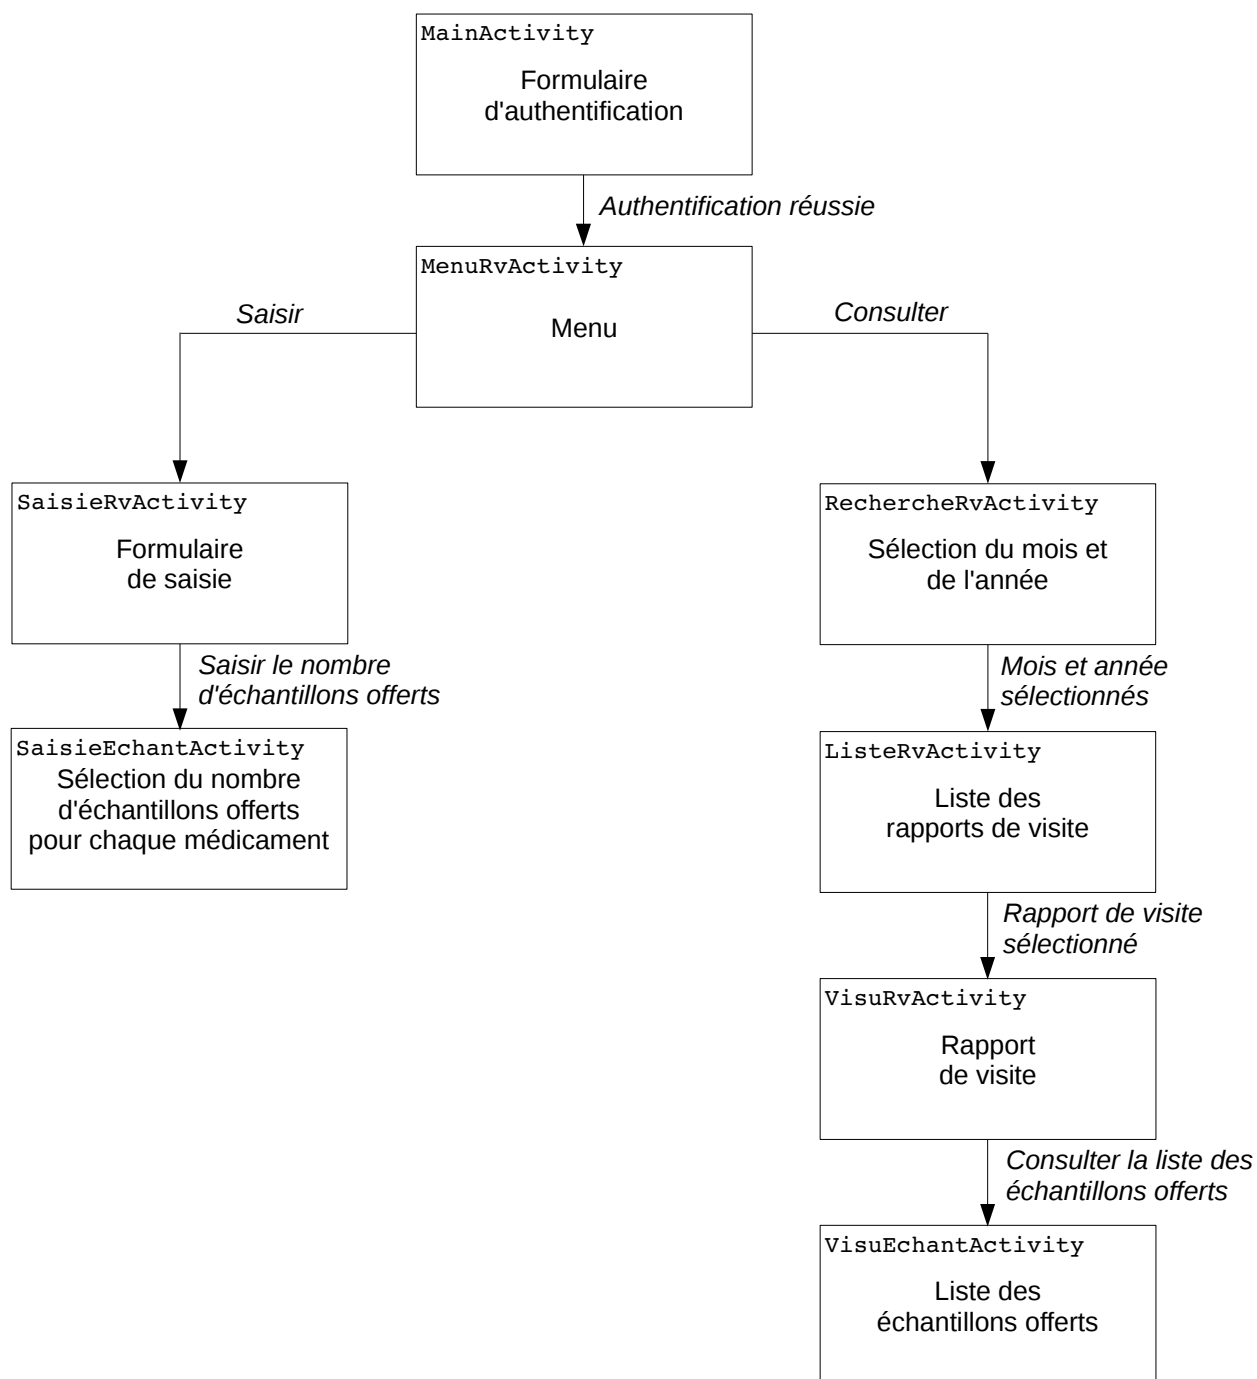 MainActivity
Formulaire
d'authentification
Authentification réussie
MenuRvActivity
Menu
Saisir
Consulter
SaisieRvActivity
Formulaire
de saisie
RechercheRvActivity
Sélection du mois et
de l'année
Saisir le nombre
d'échantillons offerts
Mois et année
sélectionnés
SaisieEchantActivity
Sélection du nombre
d'échantillons offerts
pour chaque médicament
ListeRvActivity
Liste des
rapports de visite
Rapport de visite
sélectionné
VisuRvActivity
Rapport
de visite
Consulter la liste des
échantillons offerts
VisuEchantActivity
Liste des
échantillons offerts